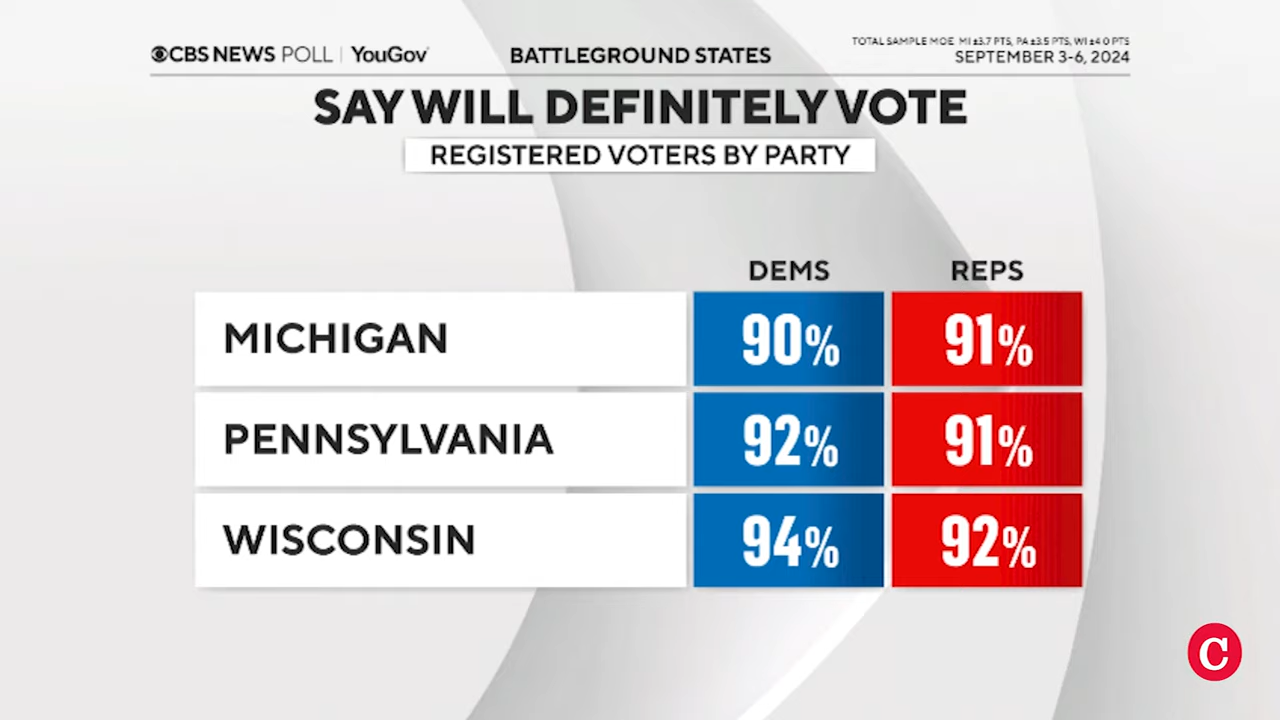 CBS NEWS POLL | YouGov
BATTLEGROUND STATES
TOTAL SAMPLE MOE MI ±3.7 PTS, PA ±3.5 PTS, WI ±4.0 PTS
SEPTEMBER 3-6, 2024
SAY WILL DEFINITELY VOTE
REGISTERED VOTERS BY PARTY
DEMS REPS
MICHIGAN 90% 91%
PENNSYLVANIA 92% 91%
WISCONSIN 94% 92%
C